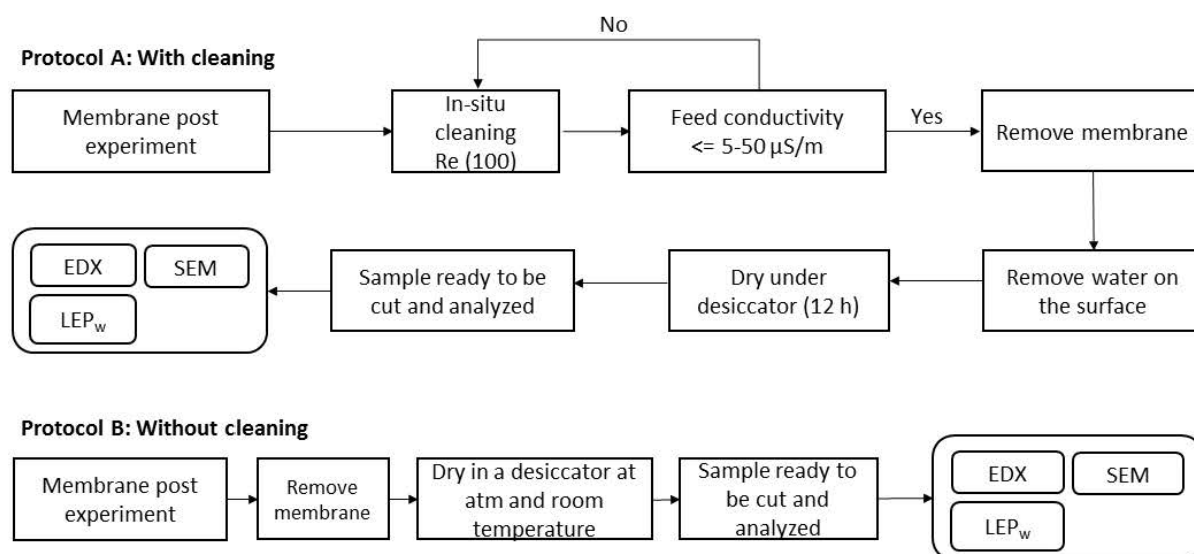 No
Protocol A: With cleaning
Membrane post
experiment
In-situ
cleaning
Re (100)
Feed conductivity
<= 5-50 µS/m
Yes
Remove membrane
EDX
SEM
LEPw
Sample ready to be
cut and analyzed
Dry under
desiccator (12 h)
Remove water on
the surface
Protocol B: Without cleaning
Membrane post
experiment
Remove
membrane
Dry in a desiccator at
atm and room
temperature
Sample ready to
be cut and
analyzed
EDX
SEM
LEPw